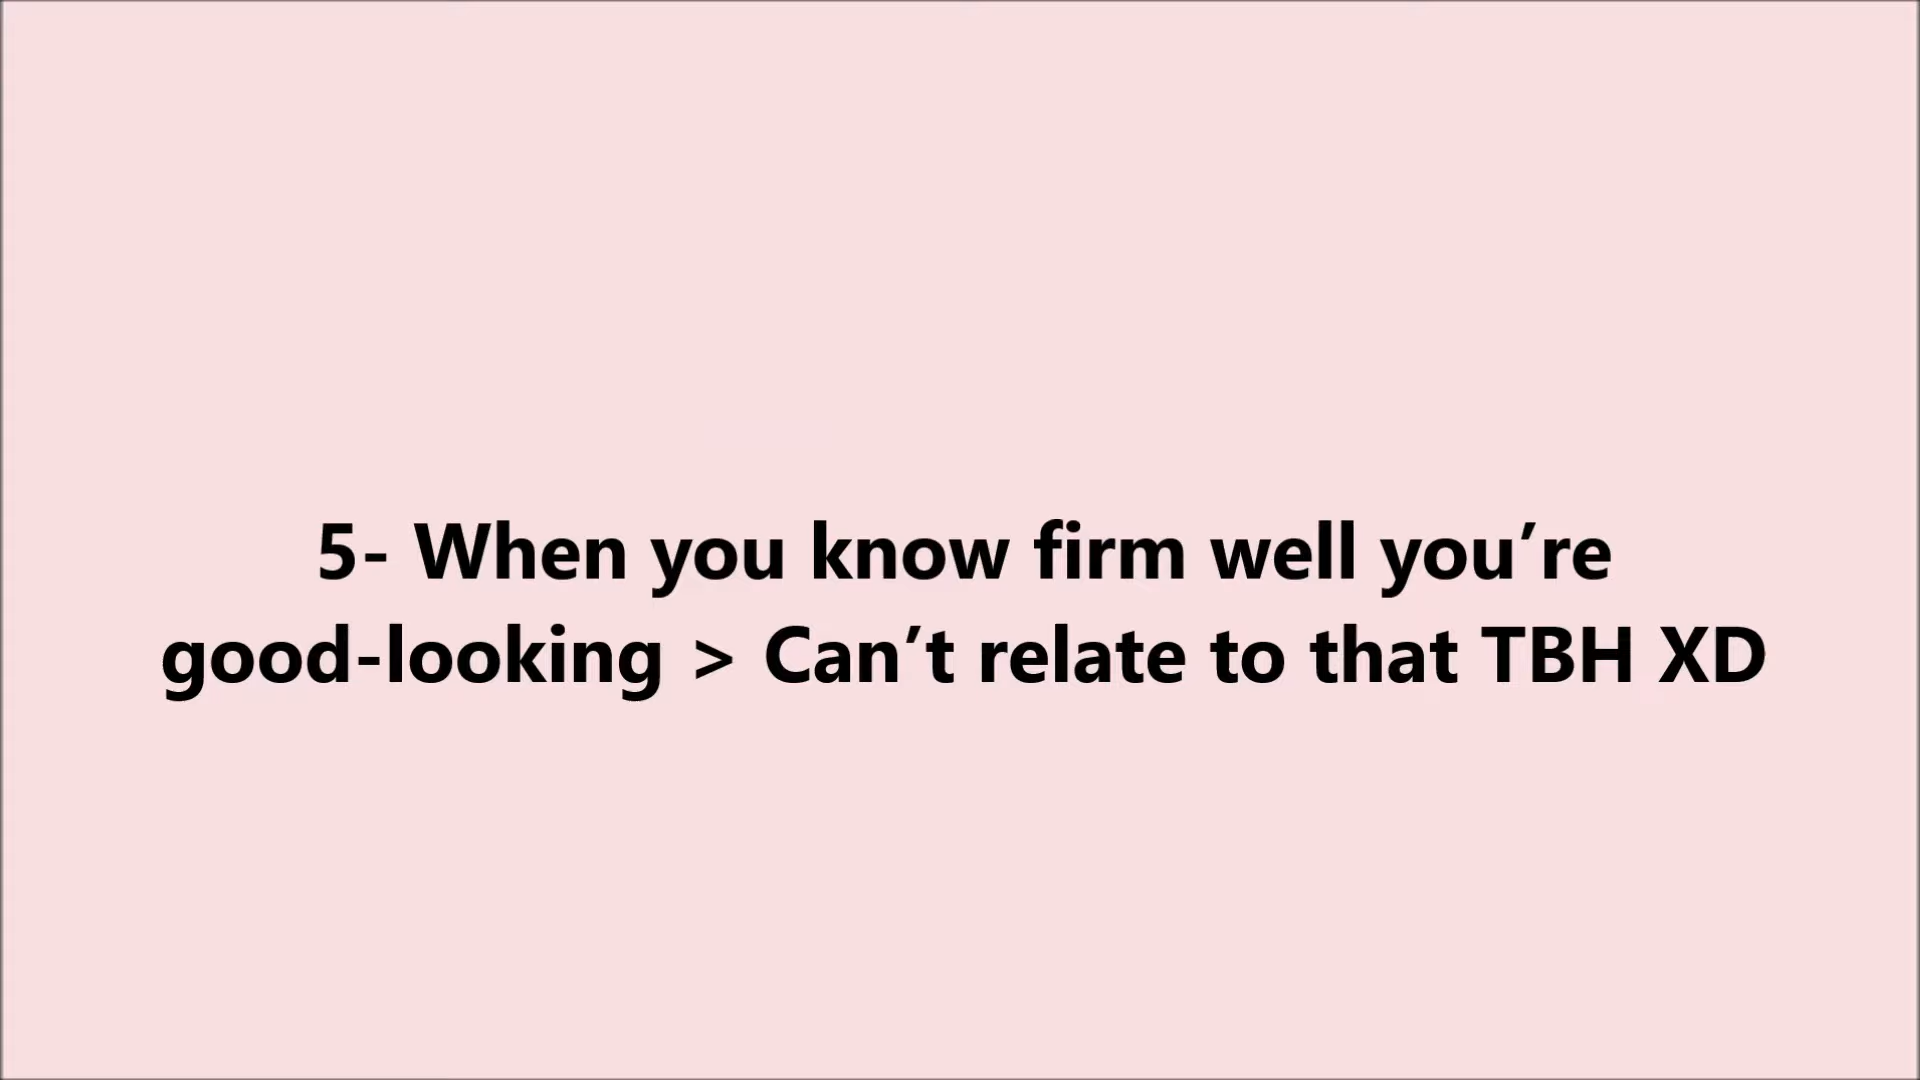 5- When you know firm well you’re
good-looking > Can’t relate to that TBH XD